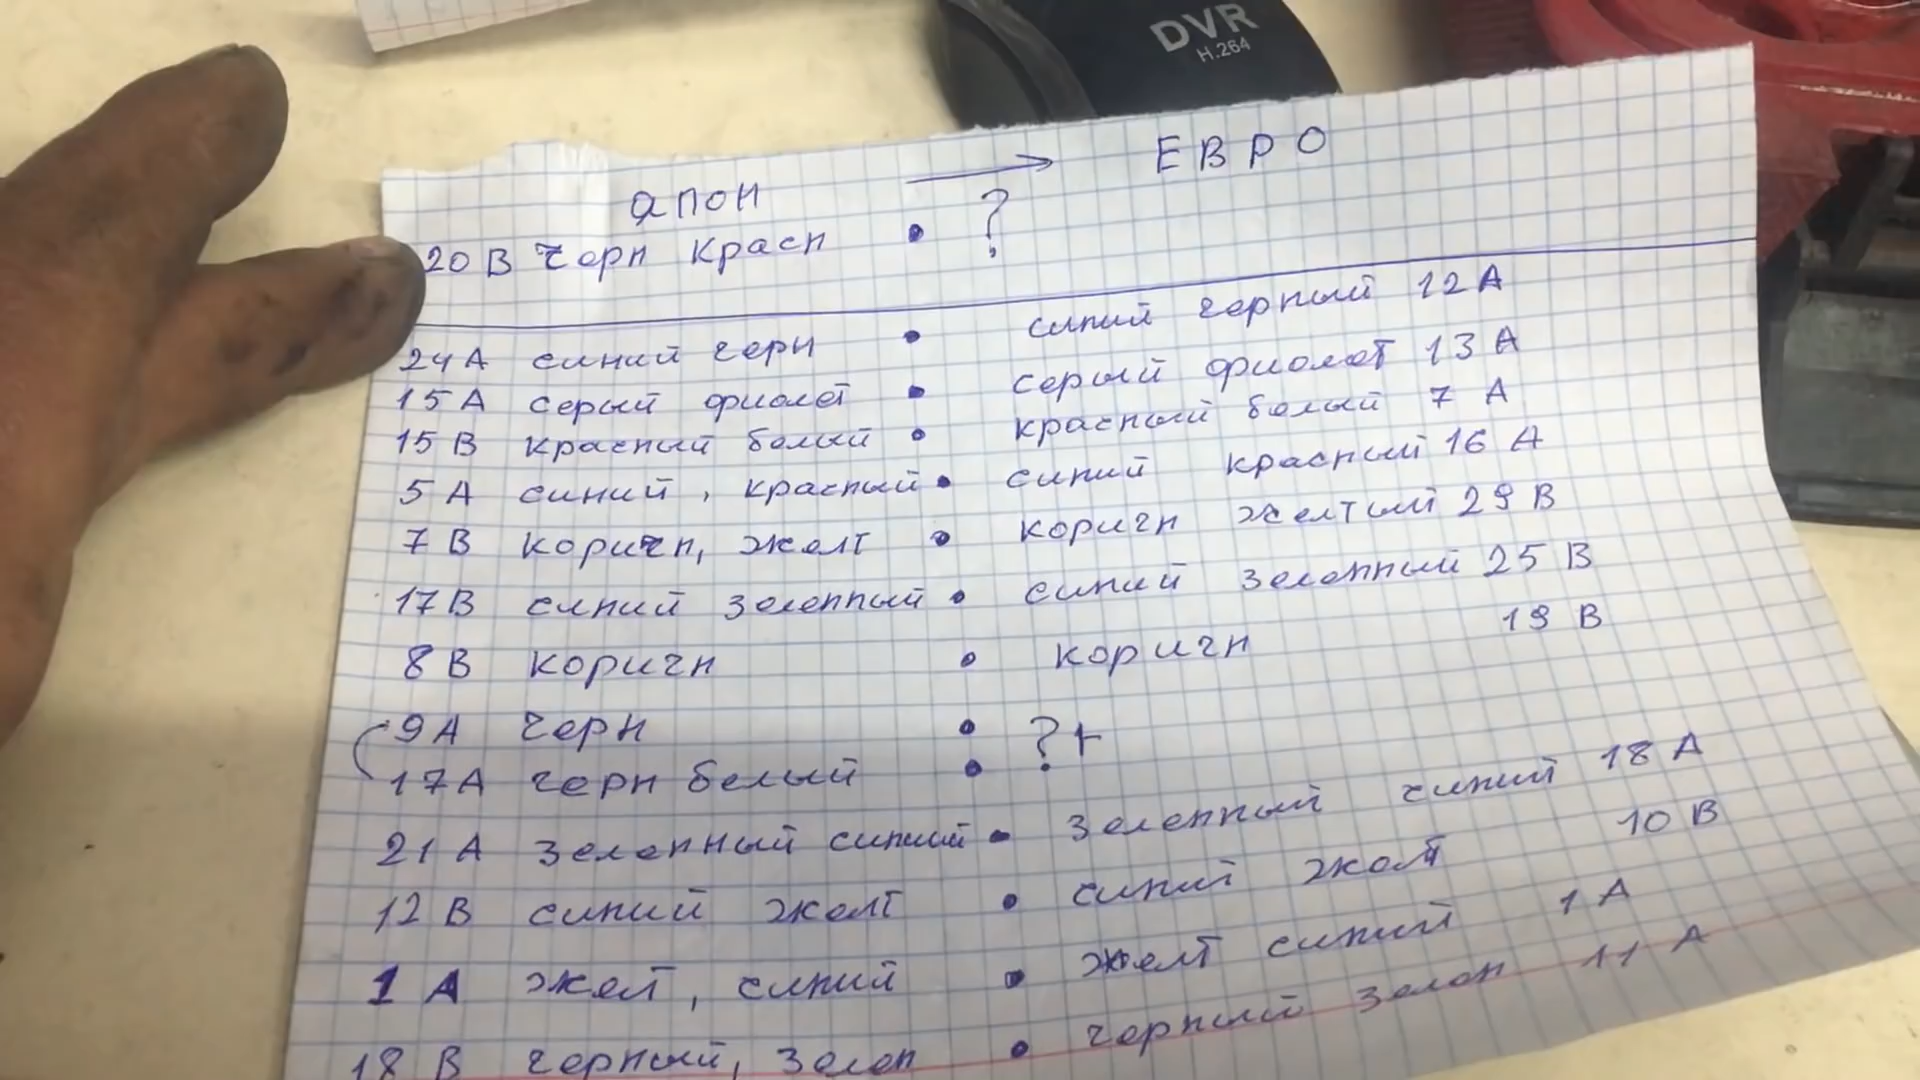 DVR
H.264
апон → ЕВРО
20 В черн красн • ?
24 А синий черн • синий черный 12 А
15 А серый фиолет • серый фиолет 13 А
15 В красный белый • красный белый 7 А
5 А синий, красный • синий красный 16 А
7 В коричн, желт • коричн желтый 29 В
17 В синий зеленный • синий зеленный 25 В
8 В коричн • коричн 19 В
9 А черн • ?+
17 А черн белый •
21 А зеленный синий • зеленный синий 18 А
12 В синий желт • синий желт 10 В
1 А желт, синий • желт синий 1 А
18 В черный, зелен • черный зелен 11 А